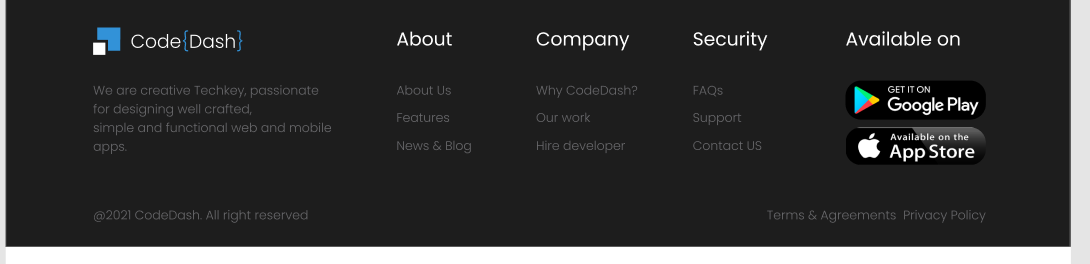 Code{Dash}
We are creative Techkey, passionate
for designing well crafted,
simple and functional web and mobile
apps.
About
About Us
Features
News & Blog
Company
Why CodeDash?
Our work
Hire developer
Security
FAQs
Support
Contact US
Available on
GET IT ON
Google Play
Available on the
App Store
@2021 CodeDash. All right reserved
Terms & Agreements Privacy Policy